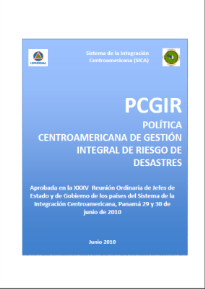 Sistema de la Integración
Centroamericana (SICA)
PCGIR
POLÍTICA
CENTROAMERICANA DE GESTIÓN
INTEGRAL DE RIESGO DE
DESASTRES
Aprobada en la XXXV Reunión Ordinaria de Jefes de
Estado y de Gobierno de los países del Sistema de la
Integración Centroamericana, Panamá 29 y 30 de
junio de 2010
Junio 2010